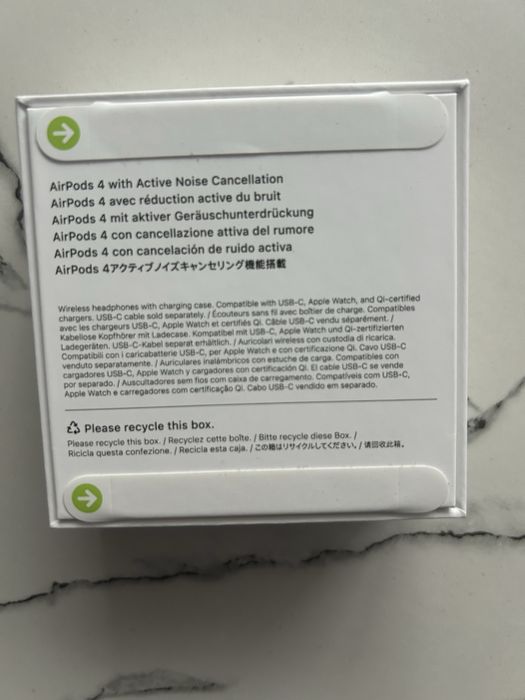 AirPods 4 with Active Noise Cancellation
AirPods 4 avec réduction active du bruit
AirPods 4 mit aktiver Geräuschunterdrückung
AirPods 4 con cancellazione attiva del rumore
AirPods 4 con cancelación de ruido activa
AirPods 4アクティブノイズキャンセリング機能搭載
Wireless headphones with charging case. Compatible with USB-C, Apple Watch, and Qi-certified
chargers. USB-C cable sold separately. / Écouteurs sans fil avec boîtier de charge. Compatibles
avec les chargeurs USB-C, Apple Watch et certifiés Qi. Câble USB-C vendu séparément. /
Kabellose Kopfhörer mit Ladecase. Kompatibel mit USB-C, Apple Watch und Qi-zertifizierten
Ladegeräten. USB-C-Kabel separat erhältlich. / Auricolari wireless con custodia di ricarica.
Compatibili con i caricabatterie USB-C, per Apple Watch e con certificazione Qi. Cavo USB-C
venduto separatamente. / Auriculares inalámbricos con estuche de carga. Compatibles con
cargadores USB-C, Apple Watch y cargadores con certificación Qi. El cable USB-C se vende
por separado. / Auscultadores sem fios com caixa de carregamento. Compatíveis com USB-C,
Apple Watch e carregadores com certificação Qi. Cabo USB-C vendido em separado.
Please recycle this box.
Please recycle this box. / Recyclez cette boîte. / Bitte recycle diese Box. /
Ricicla questa confezione. / Recicla esta caja. / この箱はリサイクルしてください。/ 请回收此箱。